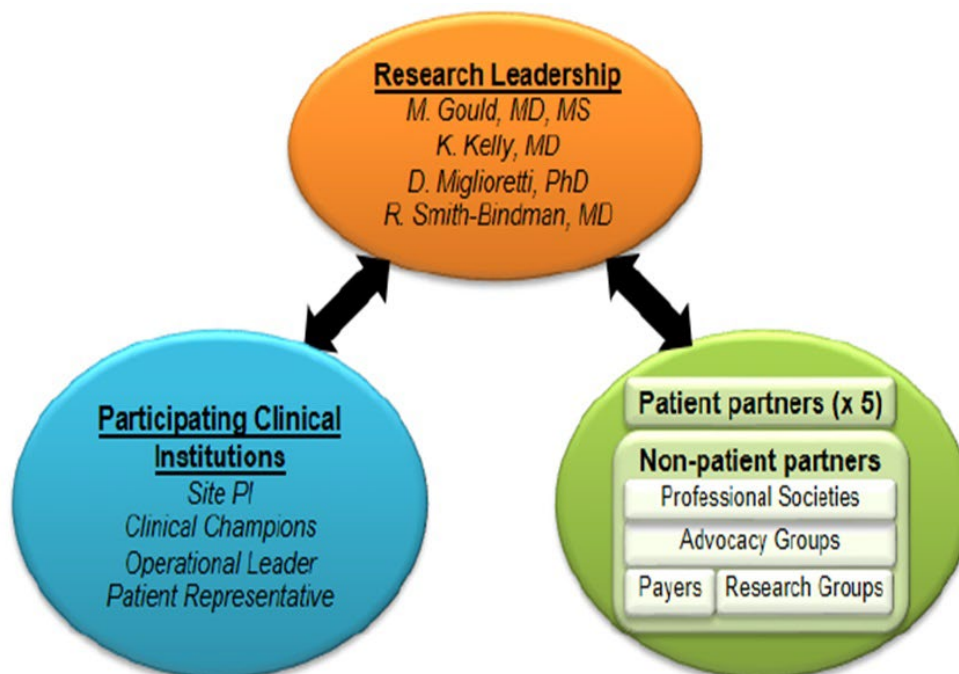 Research Leadership
M. Gould, MD, MS
K. Kelly, MD
D. Miglioretti, PhD
R. Smith-Bindman, MD
Participating Clinical
Institutions
Site PI
Clinical Champions
Operational Leader
Patient Representative
Patient partners (x 5)
Non-patient partners
Professional Societies
Advocacy Groups
Payers
Research Groups